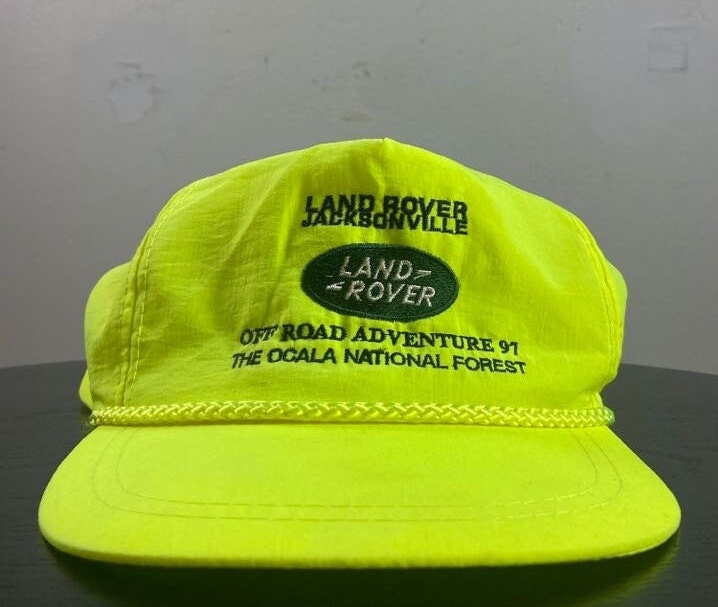 LAND ROVER
JACKSONVILLE
LAND
ROVER
OFF ROAD ADVENTURE 97
THE OCALA NATIONAL FOREST